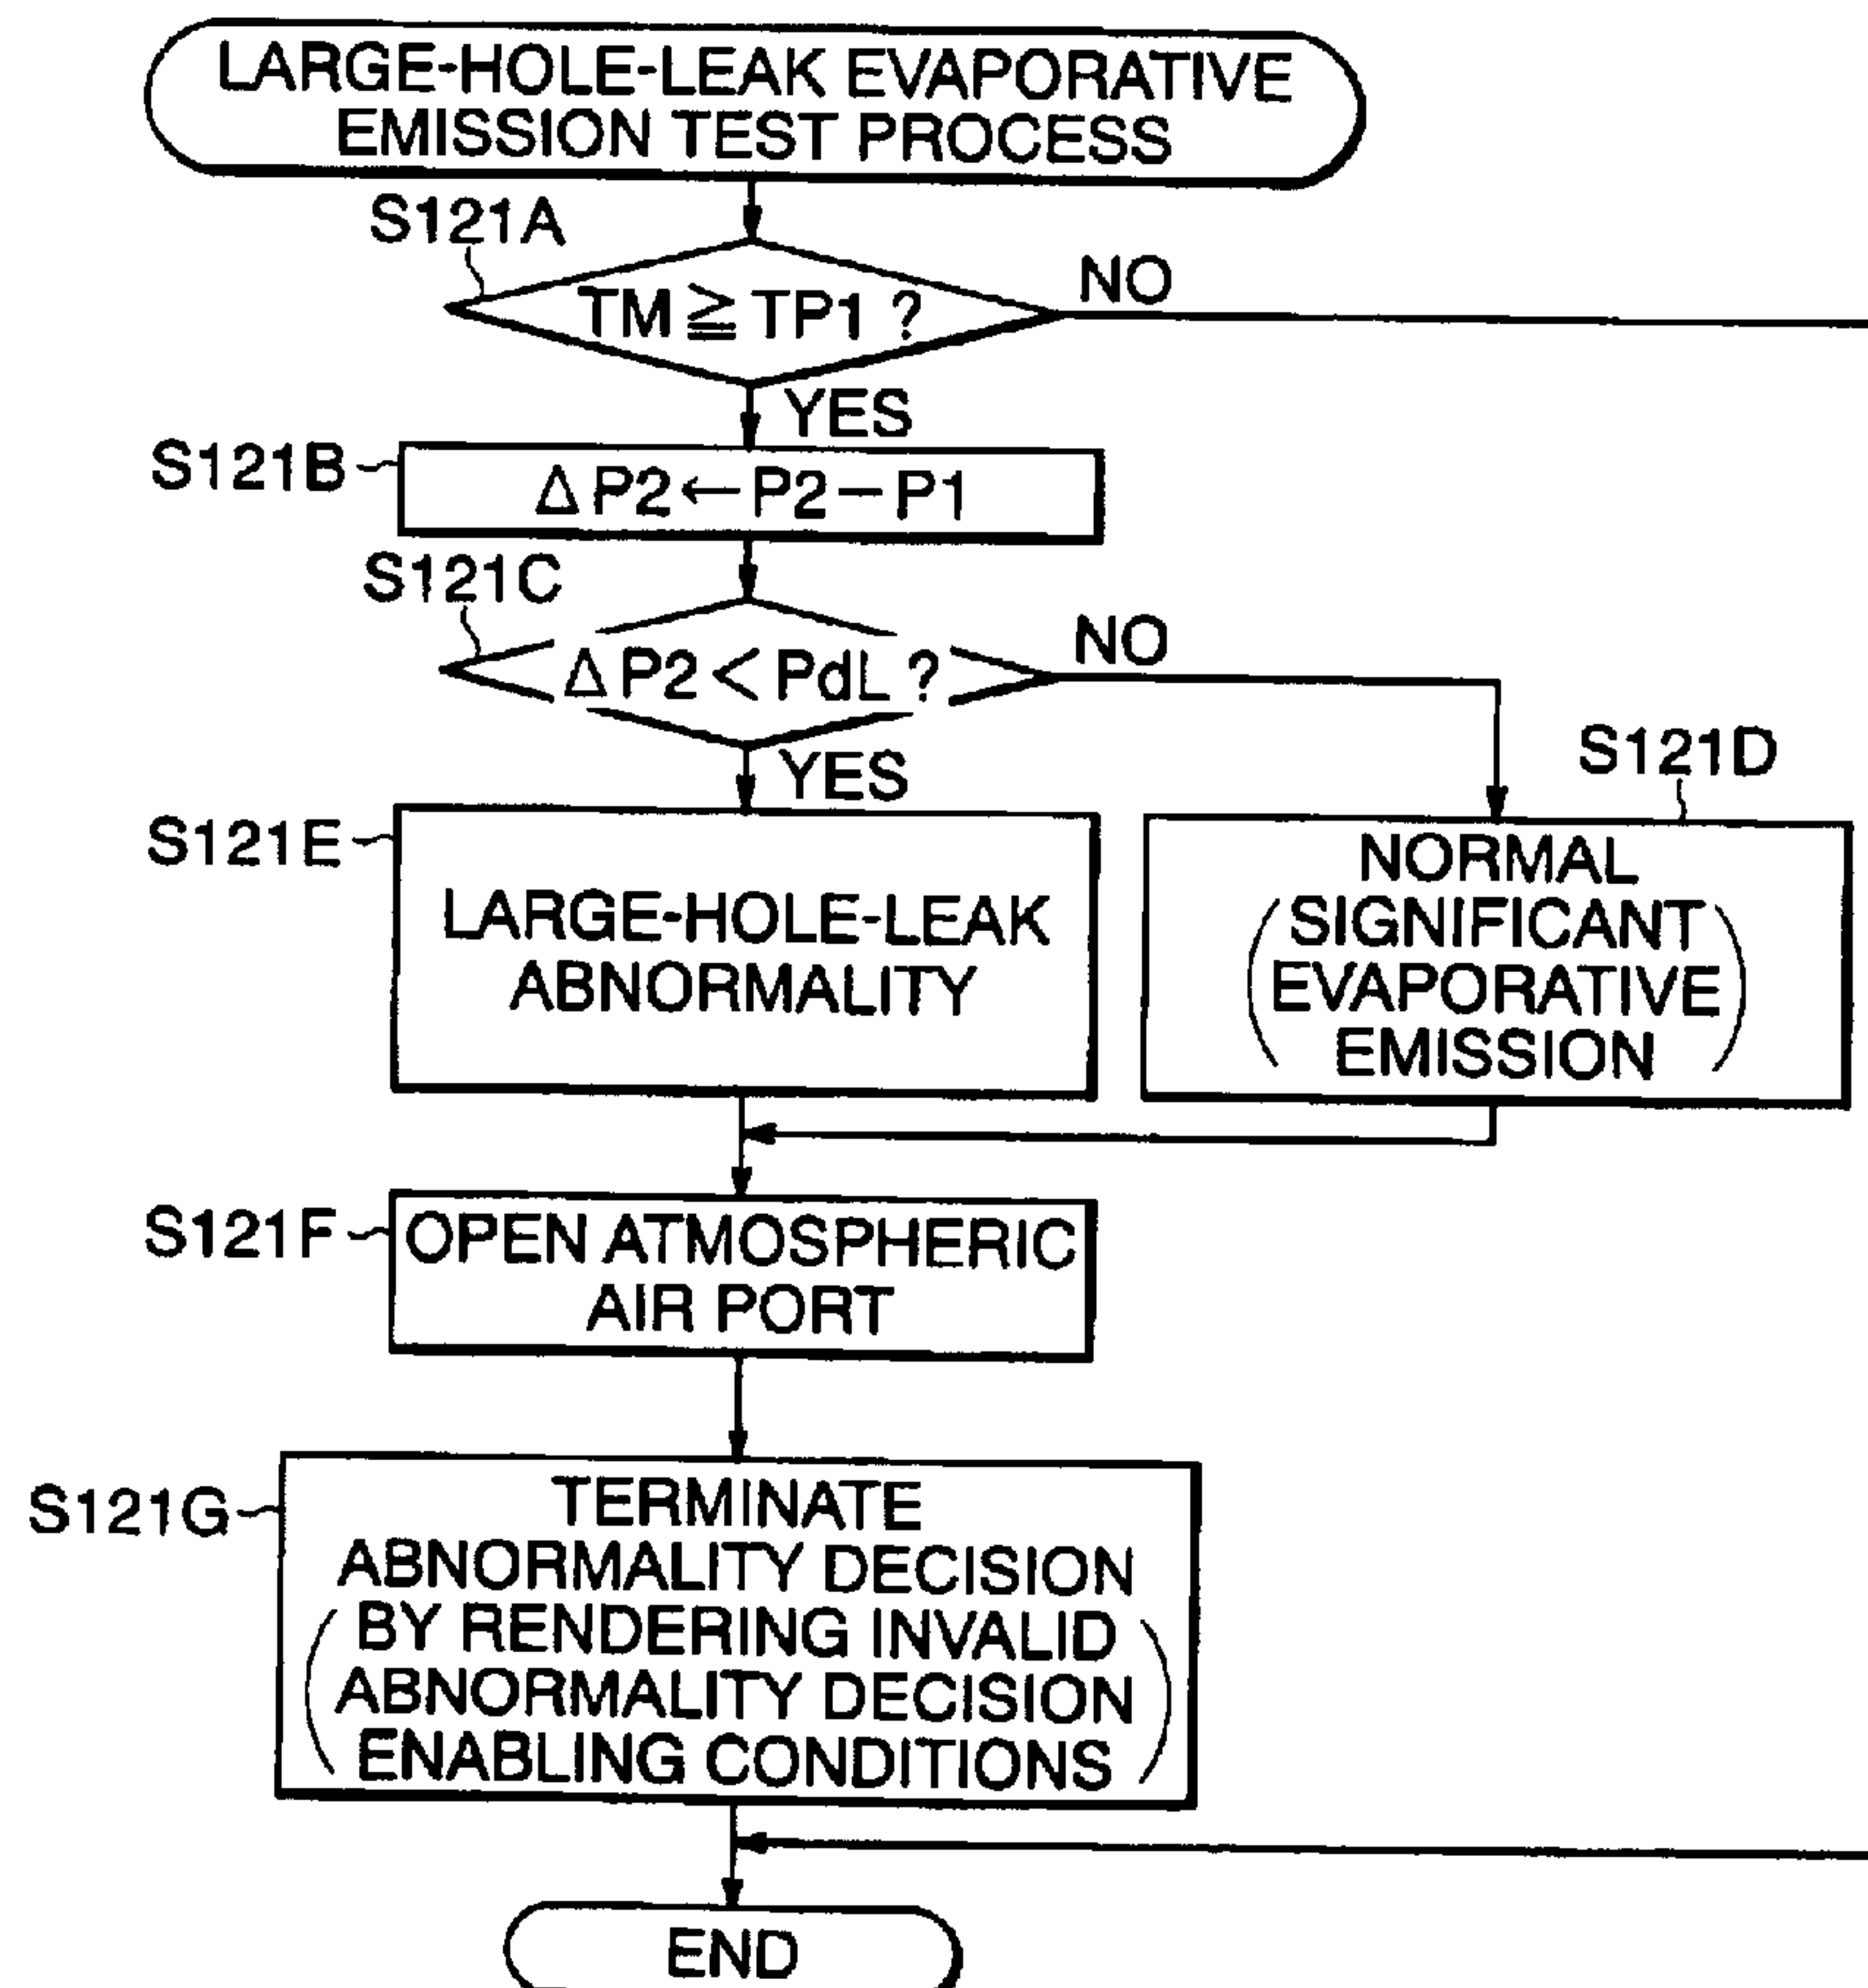 LARGE-HOLE-LEAK EVAPORATIVE
EMISSION TEST PROCESS
S121A
TM ≧ TP1 ?
NO
YES
S121B
Δ P2 ← P2 − P1
S121C
Δ P2 < PdL ?
NO
YES
S121D
S121E
LARGE-HOLE-LEAK
ABNORMALITY
NORMAL
(SIGNIFICANT
EVAPORATIVE
EMISSION)
S121F
OPEN ATMOSPHERIC
AIR PORT
S121G
TERMINATE
ABNORMALITY DECISION
(BY RENDERING INVALID
ABNORMALITY DECISION
ENABLING CONDITIONS)
END